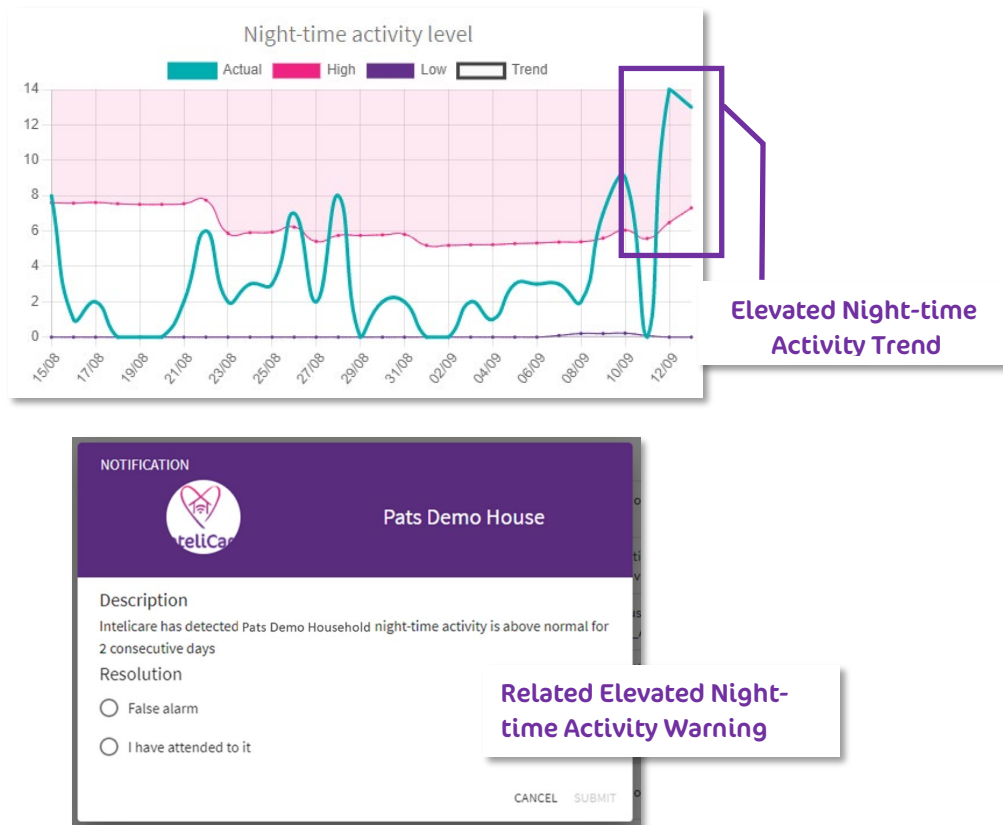 Night-time activity level
Actual High Low Trend
14
12
10
8
6
4
2
0
15/08 17/08 19/08 21/08 23/08 25/08 27/08 29/08 31/08 02/09 04/09 06/09 08/09 10/09 12/09
Elevated Night-time
Activity Trend
NOTIFICATION
Pats Demo House
Description
Intelicare has detected Pats Demo Household night-time activity is above normal for
2 consecutive days
Resolution
False alarm
I have attended to it
Related Elevated Night-
time Activity Warning
CANCEL SUBMIT